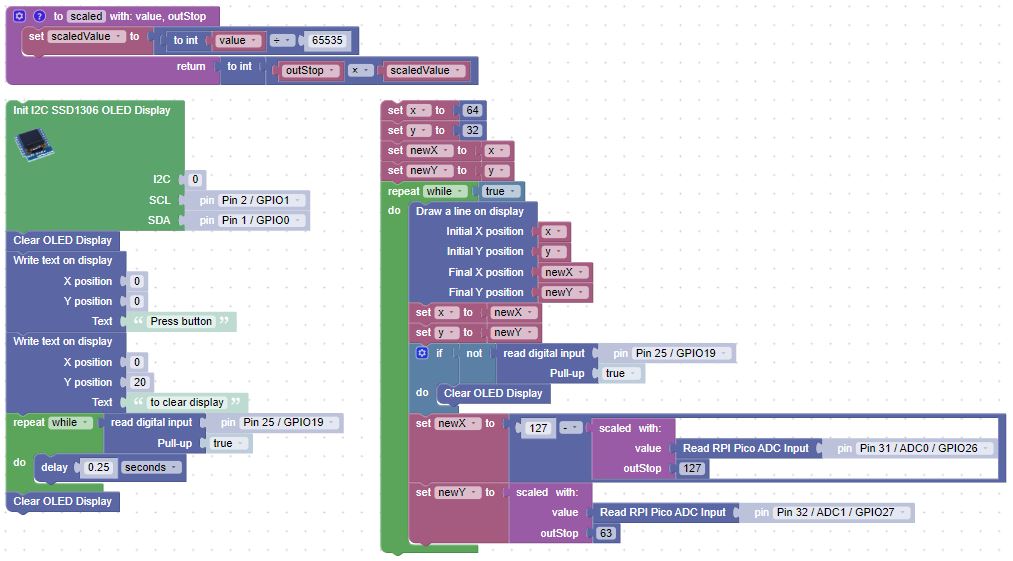 to scaled with: value, outStop
set scaledValue to to int value ÷ 65535
return to int outStop × scaledValue
Init I2C SSD1306 OLED Display
I2C 0
SCL pin Pin 2 / GPIO1
SDA pin Pin 1 / GPIO0
Clear OLED Display
Write text on display
X position 0
Y position 0
Text “ Press button ”
Write text on display
X position 0
Y position 20
Text “ to clear display ”
repeat while read digital input pin Pin 25 / GPIO19
Pull-up true
do delay 0.25 seconds
Clear OLED Display
set x to 64
set y to 32
set newX to x
set newY to y
repeat while true
do Draw a line on display
Initial X position x
Initial Y position y
Final X position newX
Final Y position newY
set x to newX
set y to newY
if not read digital input pin Pin 25 / GPIO19
Pull-up true
do Clear OLED Display
set newX to 127 - scaled with:
value Read RPI Pico ADC Input pin Pin 31 / ADC0 / GPIO26
outStop 127
set newY to scaled with:
value Read RPI Pico ADC Input pin Pin 32 / ADC1 / GPIO27
outStop 63